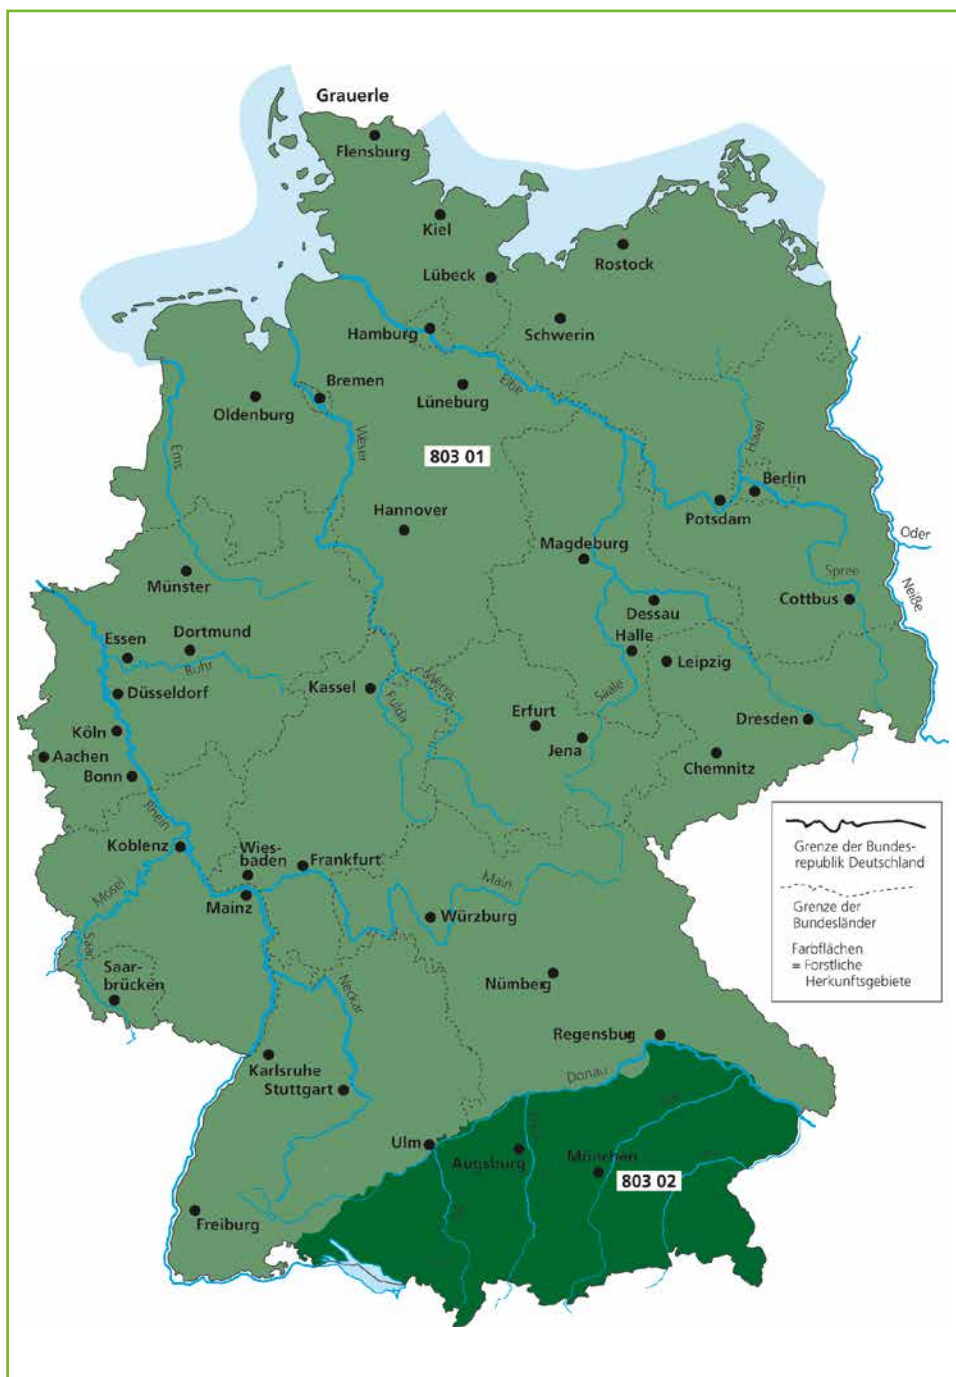 Grauerle
Flensburg
Kiel
Lübeck
Rostock
Hamburg
Schwerin
Bremen
Oldenburg
Lüneburg
Elbe
Ems
Weser
Havel
803 01
Berlin
Potsdam
Hannover
Magdeburg
Oder
Münster
Spree
Neiße
Dessau
Cottbus
Essen
Dortmund
Ruhr
Halle
Leipzig
Düsseldorf
Kassel
Fulda
Werra
Saale
Köln
Erfurt
Dresden
Aachen
Jena
Bonn
Chemnitz
Rhein
Koblenz
Wies-
baden
Frankfurt
Mosel
Mainz
Main
Würzburg
Saar
Saar-
brücken
Neckar
Nürnberg
Regensburg
Karlsruhe
Stuttgart
Donau
Ulm
Augsburg
München
803 02
Freiburg
Grenze der Bundes-
republik Deutschland
Grenze der
Bundesländer
Farbflächen
= Forstliche
Herkunftsgebiete